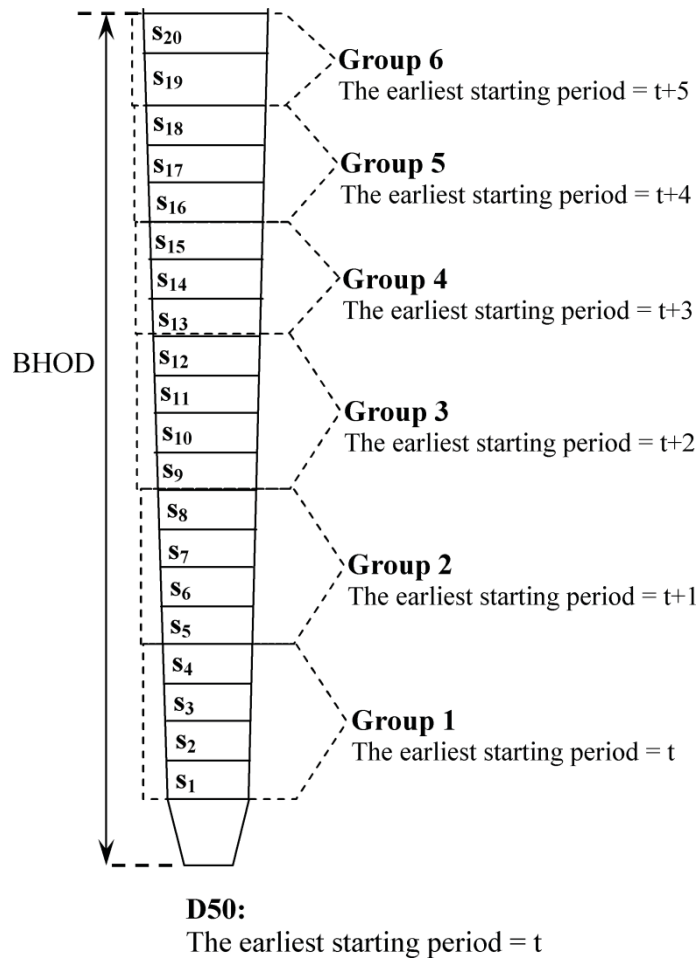 s20
s19
Group 6
The earliest starting period = t+5
s18
s17
s16
Group 5
The earliest starting period = t+4
s15
s14
s13
Group 4
The earliest starting period = t+3
BHOD
s12
s11
s10
s9
Group 3
The earliest starting period = t+2
s8
s7
s6
s5
Group 2
The earliest starting period = t+1
s4
s3
s2
s1
Group 1
The earliest starting period = t
D50:
The earliest starting period = t